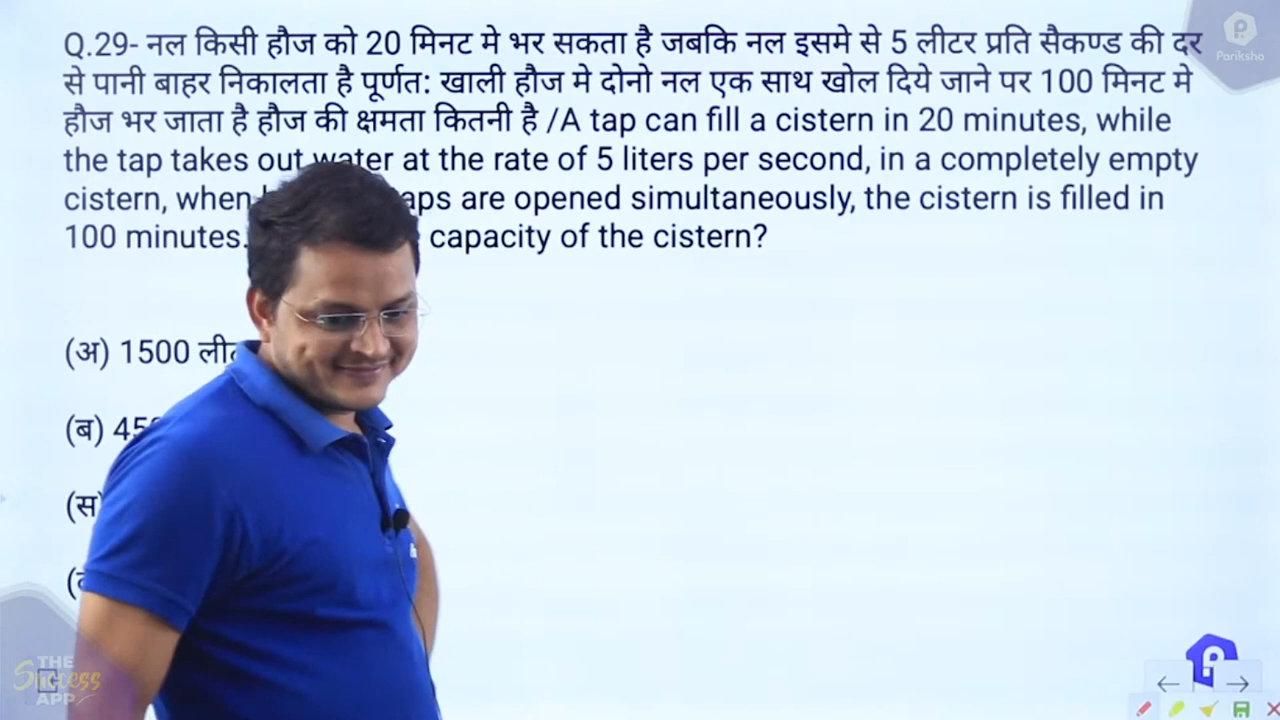 Q.29- नल किसी हौज को 20 मिनट मे भर सकता है जबकि नल इसमे से 5 लीटर प्रति सैकण्ड की दर
से पानी बाहर निकालता है पूर्णत: खाली हौज मे दोनो नल एक साथ खोल दिये जाने पर 100 मिनट मे
हौज भर जाता है हौज की क्षमता कितनी है /A tap can fill a cistern in 20 minutes, while
the tap takes out water at the rate of 5 liters per second, in a completely empty
cistern, when aps are opened simultaneously, the cistern is filled in
100 minutes. capacity of the cistern?
(अ) 1500
(ब) 45
(स)
Pariksho
THE
Success
APP